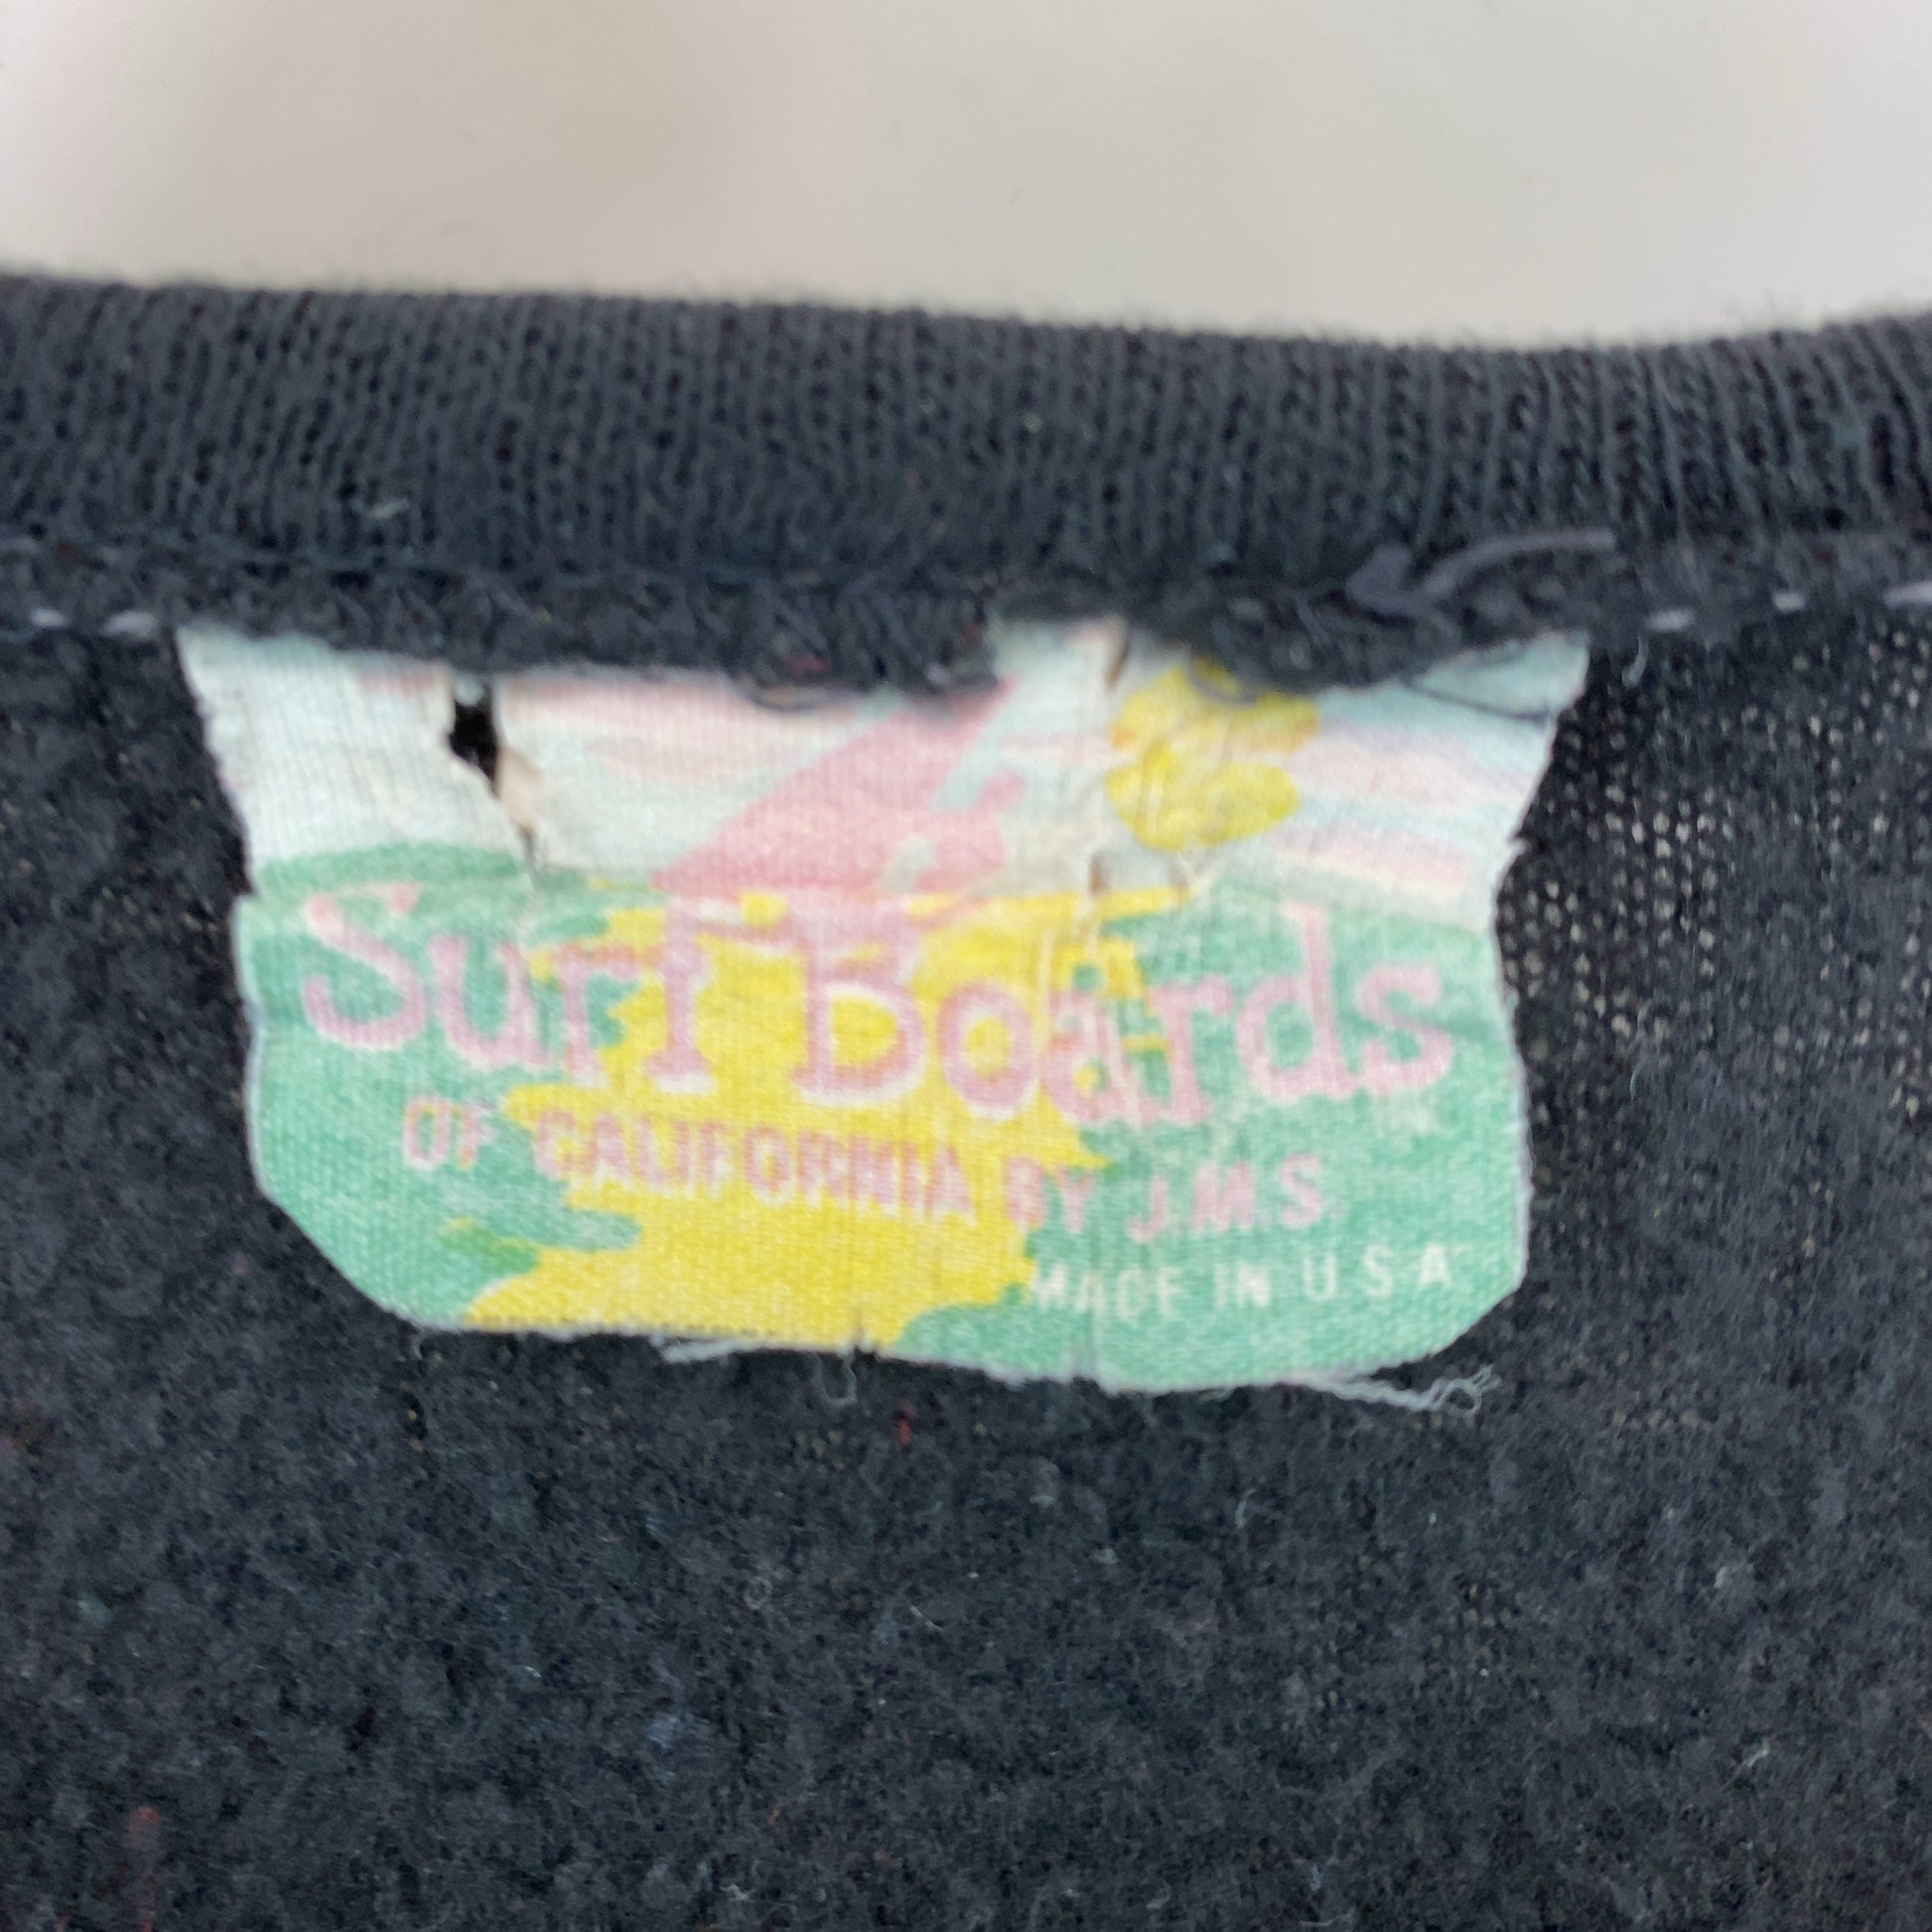 Surf Boards
OF CALIFORNIA BY J.M.S.
MADE IN U S A